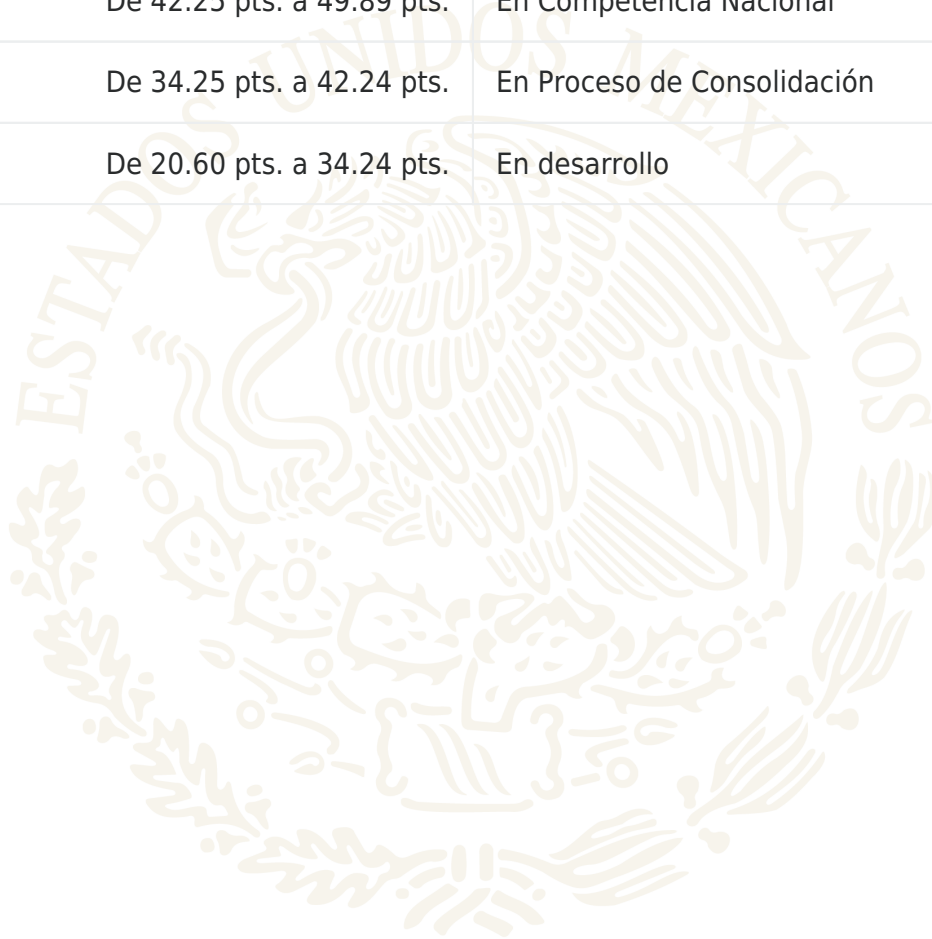 De 42.25 pts. a 49.89 pts. En Competencia Nacional
De 34.25 pts. a 42.24 pts. En Proceso de Consolidación
De 20.60 pts. a 34.24 pts. En desarrollo
ESTADOS UNIDOS MEXICANOS